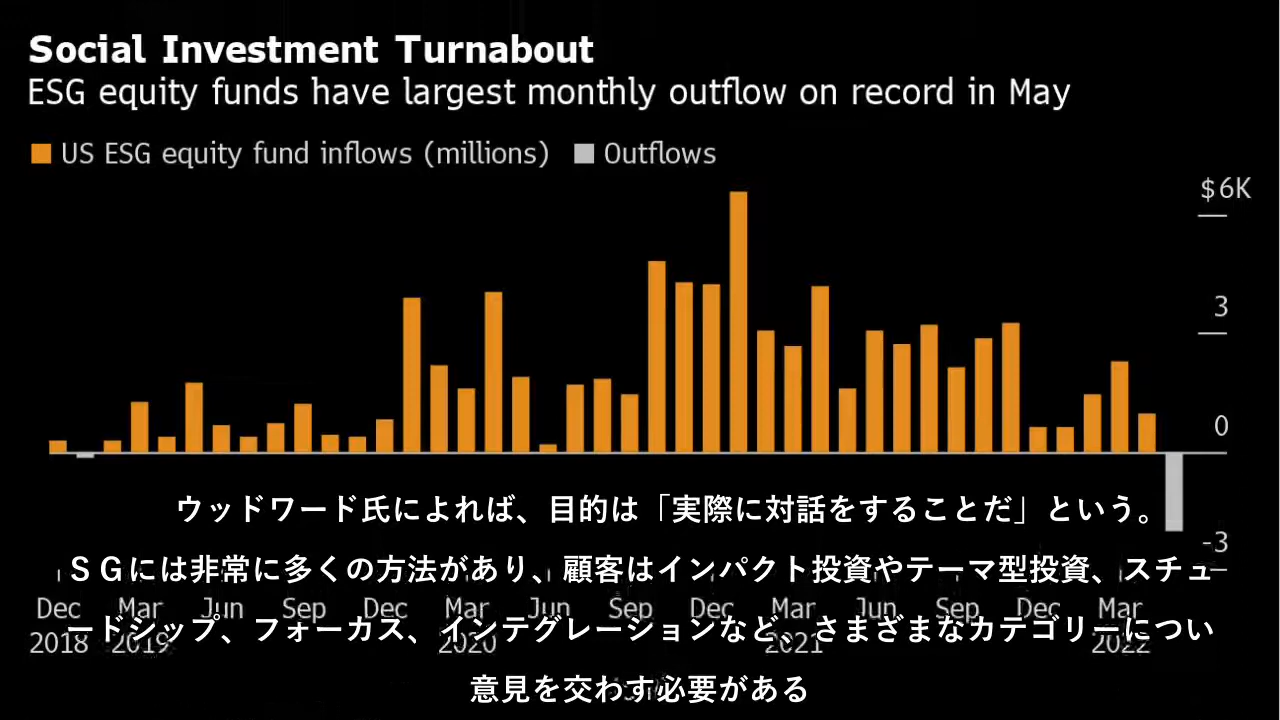 Social Investment Turnabout
ESG equity funds have largest monthly outflow on record in May
US ESG equity fund inflows (millions) Outflows
$6K
3
0
-3
ウッドワード氏によれば、目的は「実際に対話をすることだ」という。
ＳＧには非常に多くの方法があり、顧客はインパクト投資やテーマ型投資、スチュ
ードシップ、フォーカス、インテグレーションなど、さまざまなカテゴリーについ
意見を交わす必要がある
Dec Mar Jun Sep Dec Mar Jun Sep Dec Mar Jun Sep Dec Mar
2018 2019 2020 2021 2022